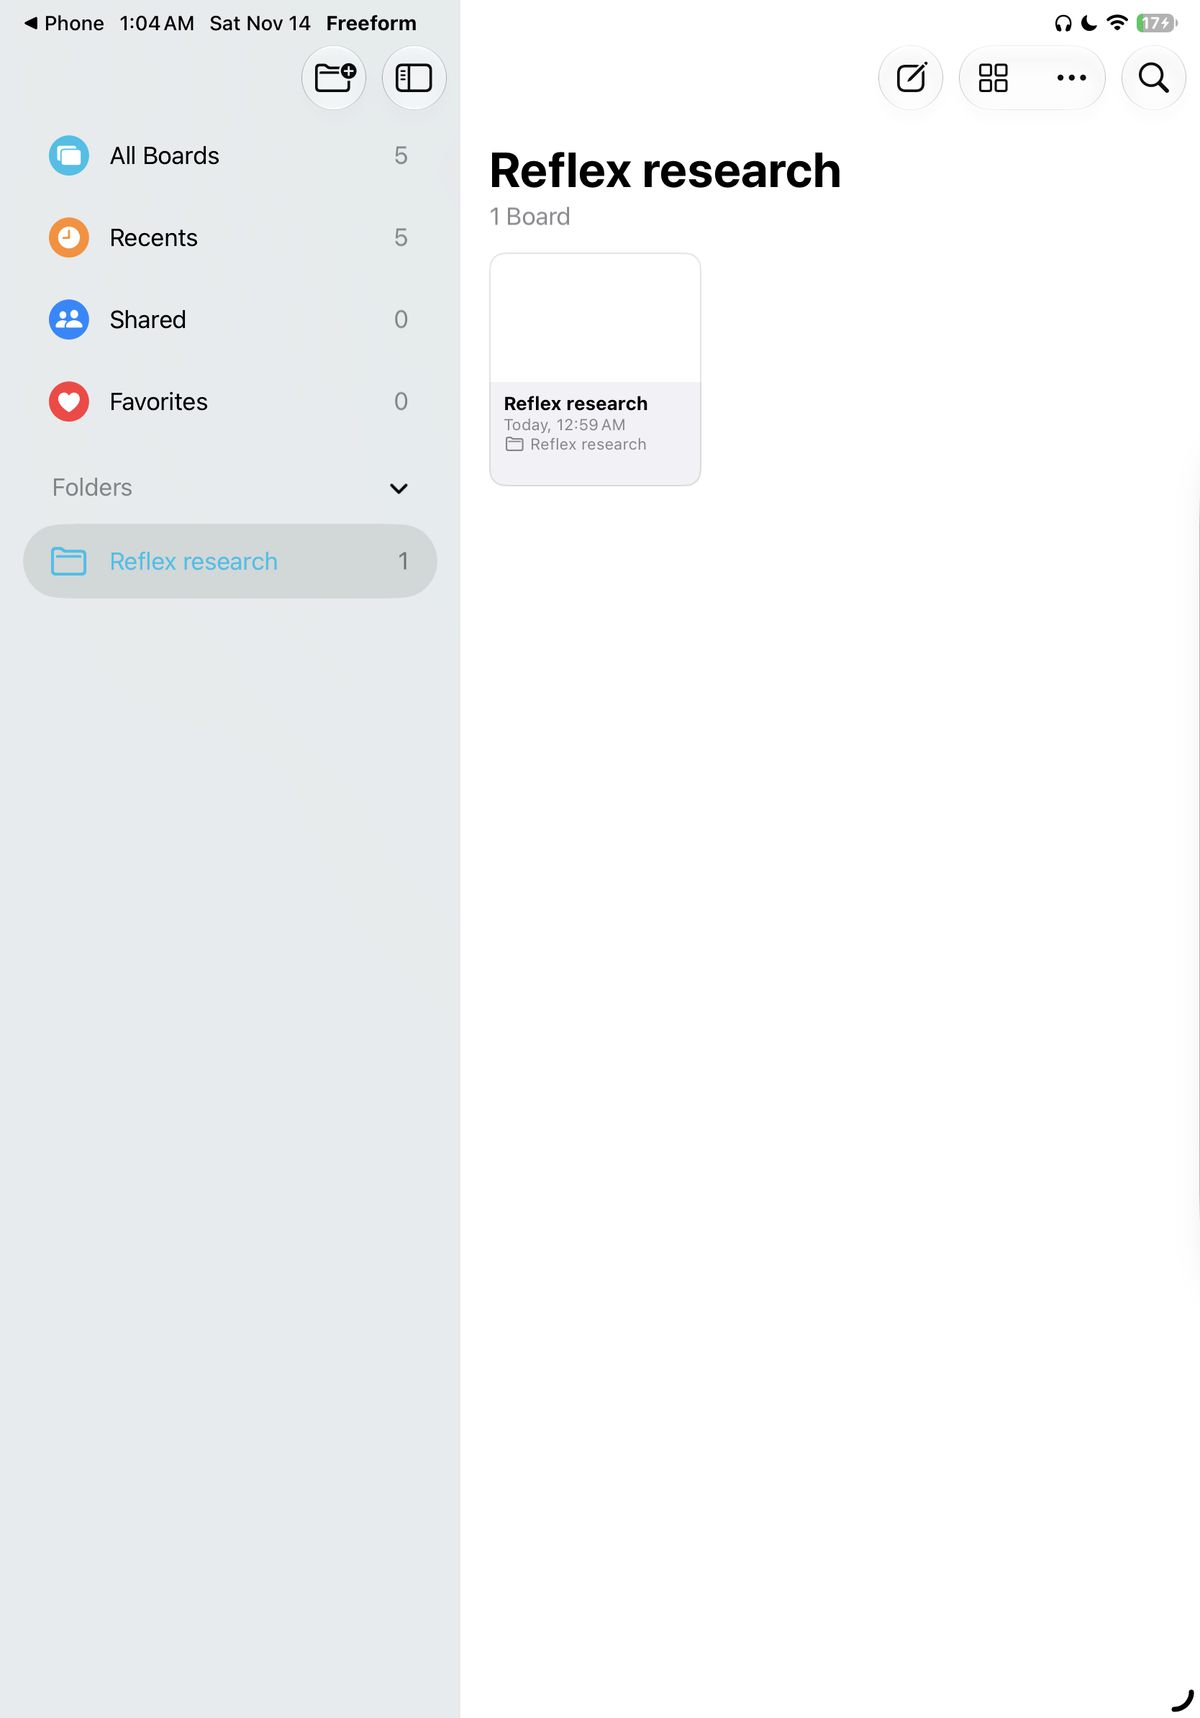 Phone 1:04 AM Sat Nov 14 Freeform
17
All Boards 5
Recents 5
Shared 0
Favorites 0
Folders
Reflex research 1
Reflex research
1 Board
Reflex research
Today, 12:59 AM
Reflex research